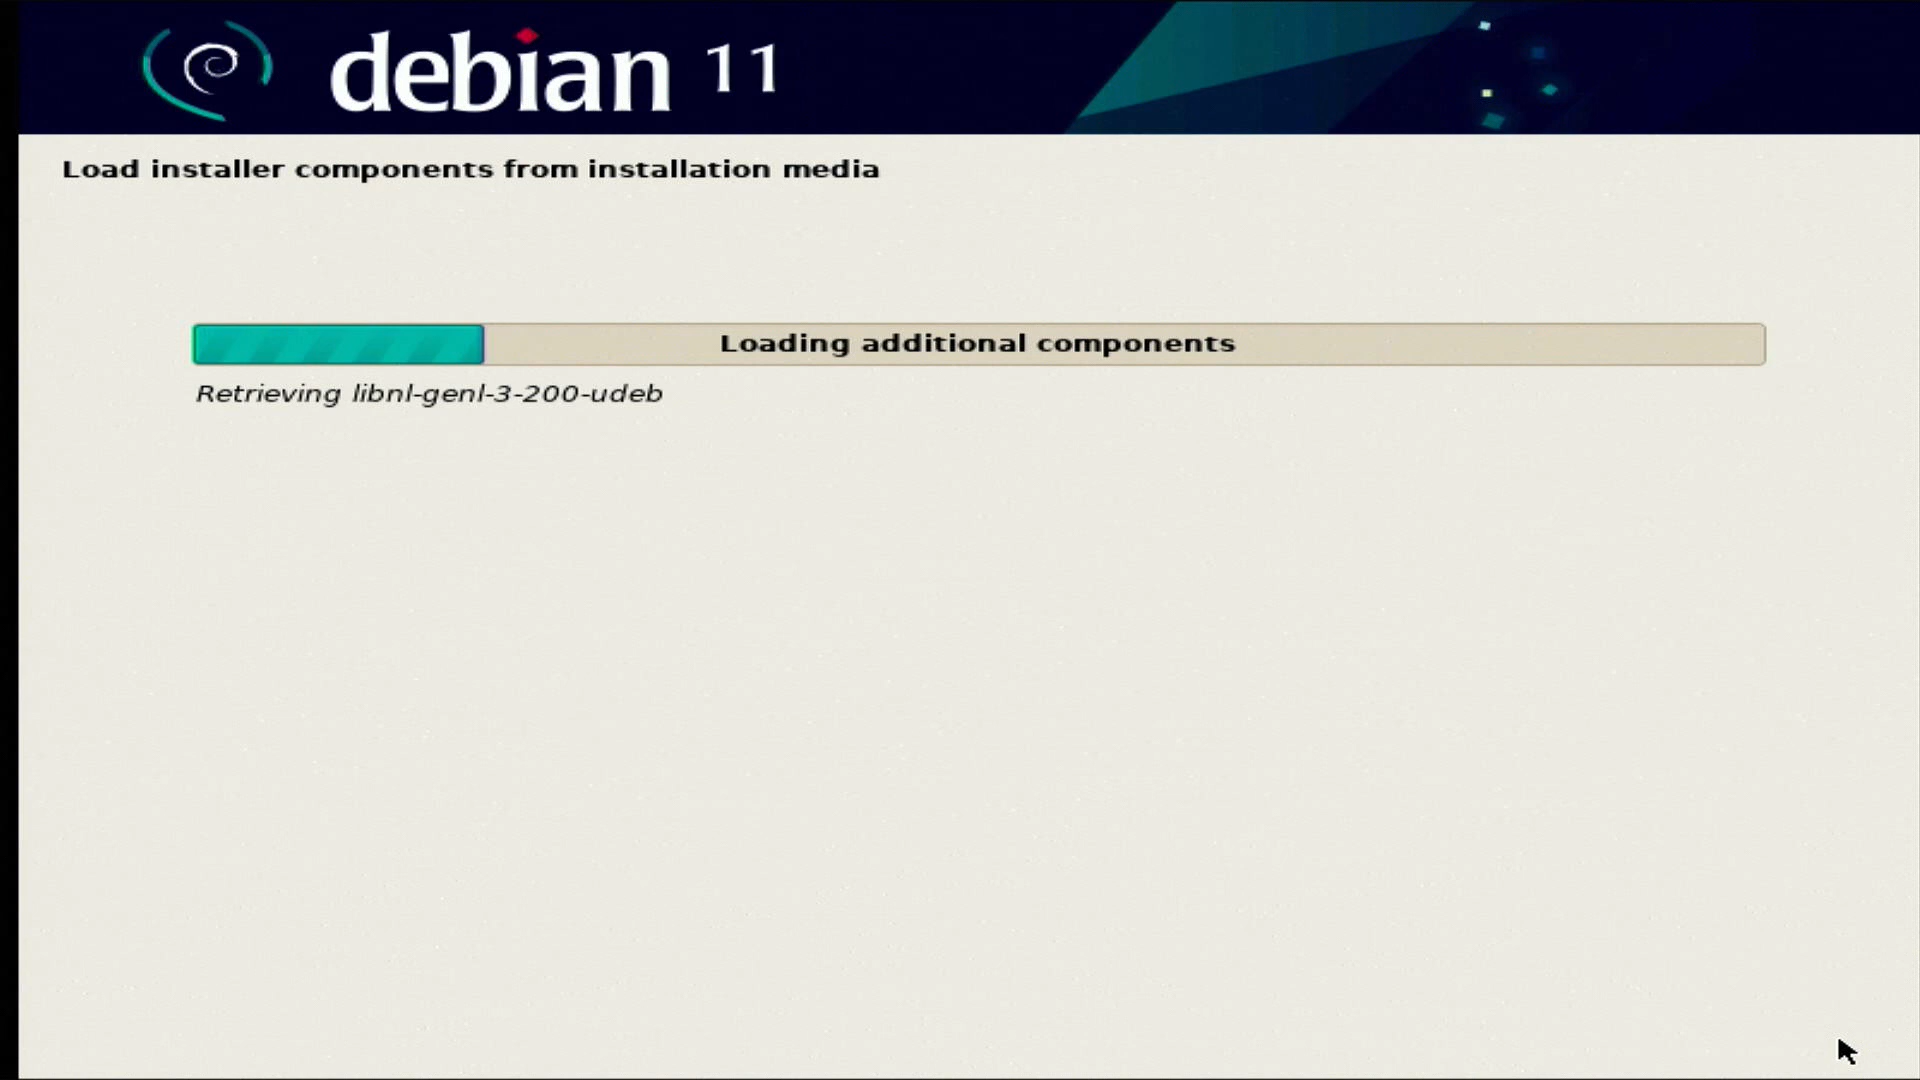 debian 11
Load installer components from installation media
Loading additional components
Retrieving libnl-genl-3-200-udeb